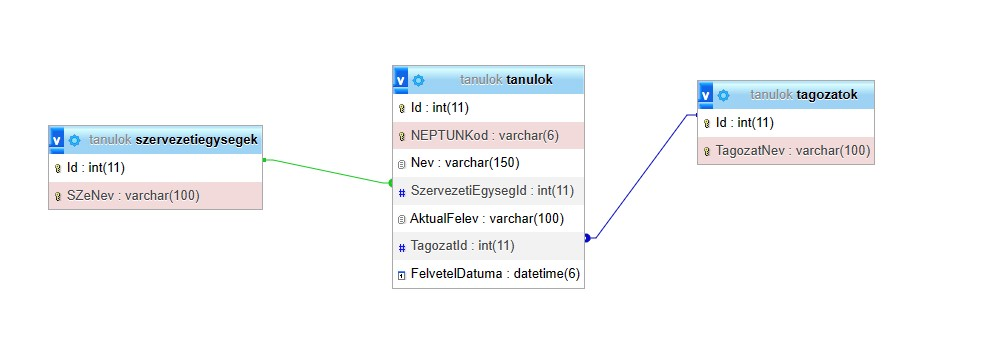 v tanulok szervezetiegysegek
Id : int(11)
SZeNev : varchar(100)
v tanulok tanulok
Id : int(11)
NEPTUNKod : varchar(6)
Nev : varchar(150)
# SzervezetiEgysegId : int(11)
AktualFelev : varchar(100)
# TagozatId : int(11)
FelvetelDatuma : datetime(6)
v tanulok tagozatok
Id : int(11)
TagozatNev : varchar(100)